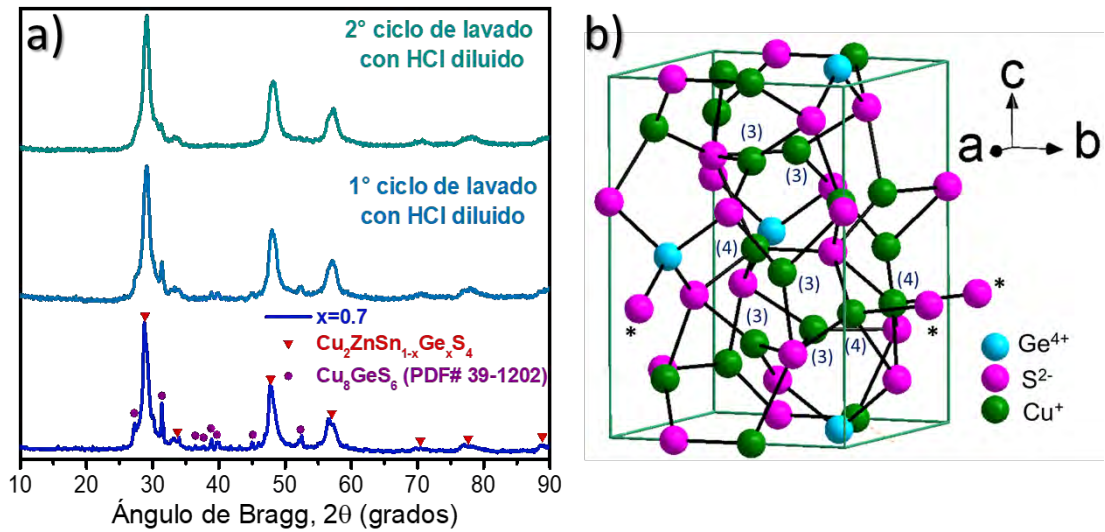 a)
2° ciclo de lavado
con HCl diluido
1° ciclo de lavado
con HCl diluido
x=0.7
Cu₂ZnSn₁₋ₓGeₓS₄
Cu₈GeS₆ (PDF# 39-1202)
10 20 30 40 50 60 70 80 90
Ángulo de Bragg, 2θ (grados)
b)
c
a b
(3)
(3)
(4)
(3)
(4)
(3)
(3)
(4)
*
*
*
Ge⁴⁺
S²⁻
Cu⁺